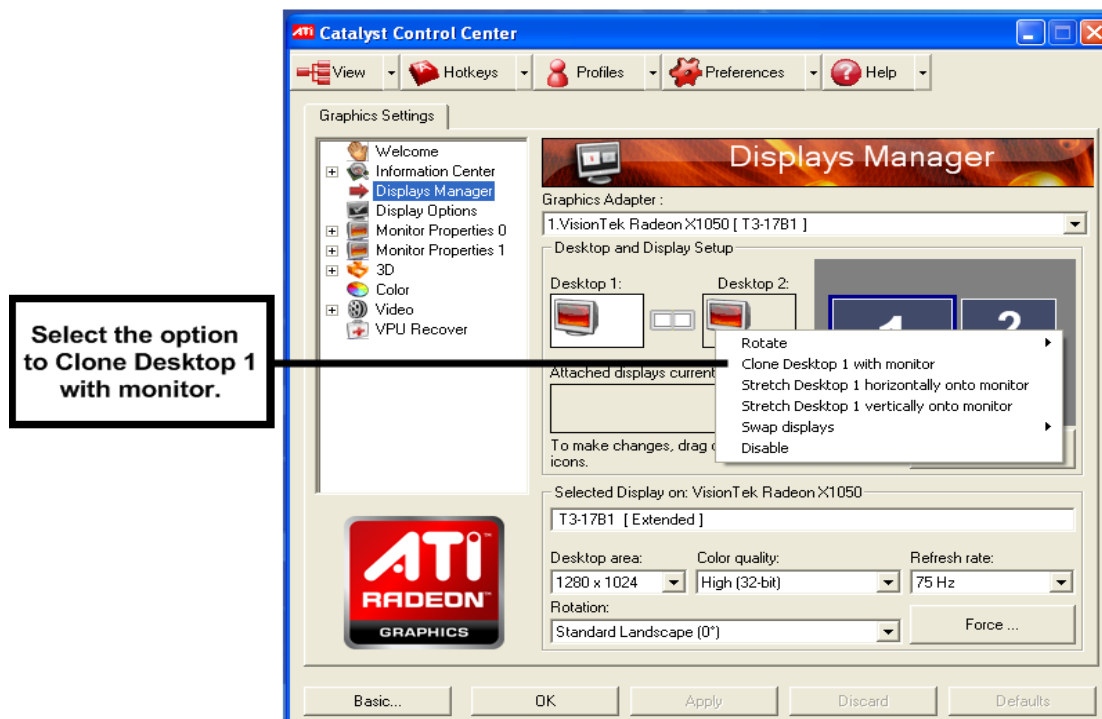 ATI Catalyst Control Center
View Hotkeys Profiles Preferences Help
Graphics Settings
Welcome
Information Center
Displays Manager
Display Options
Monitor Properties 0
Monitor Properties 1
3D
Color
Video
VPU Recover
Select the option
to Clone Desktop 1
with monitor.
ATI
RADEON
GRAPHICS
Displays Manager
Graphics Adapter :
1.VisionTek Radeon X1050 [ T3-17B1 ]
Desktop and Display Setup
Desktop 1: Desktop 2:
1 2
Rotate
Clone Desktop 1 with monitor
Stretch Desktop 1 horizontally onto monitor
Stretch Desktop 1 vertically onto monitor
Swap displays
Disable
Attached displays current
To make changes, drag
icons.
Selected Display on: VisionTek Radeon X1050
T3-17B1 [ Extended ]
Desktop area: Color quality: Refresh rate:
1280 x 1024 High (32-bit) 75 Hz
Rotation:
Standard Landscape (0°) Force ...
Basic... OK Apply Discard Defaults